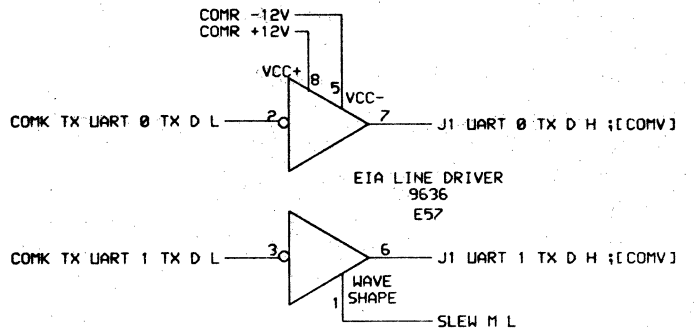 COMR -12V
COMR +12V
VCC+ 8 5 VCC-
COMK TX UART 0 TX D L 2 7 J1 UART 0 TX D H ;[COMV]
EIA LINE DRIVER
9636
E57
COMK TX UART 1 TX D L 3 6 J1 UART 1 TX D H ;[COMV]
WAVE
1 SHAPE
SLEW M L